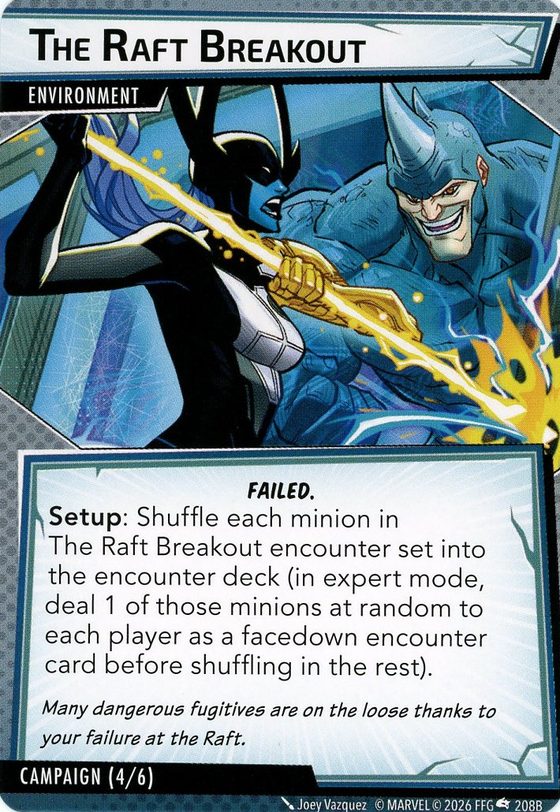 THE RAFT BREAKOUT
ENVIRONMENT
FAILED.
Setup: Shuffle each minion in
The Raft Breakout encounter set into
the encounter deck (in expert mode,
deal 1 of those minions at random to
each player as a facedown encounter
card before shuffling in the rest).
Many dangerous fugitives are on the loose thanks to
your failure at the Raft.
CAMPAIGN (4/6)
Joey Vazquez © MARVEL © 2026 FFG 208B